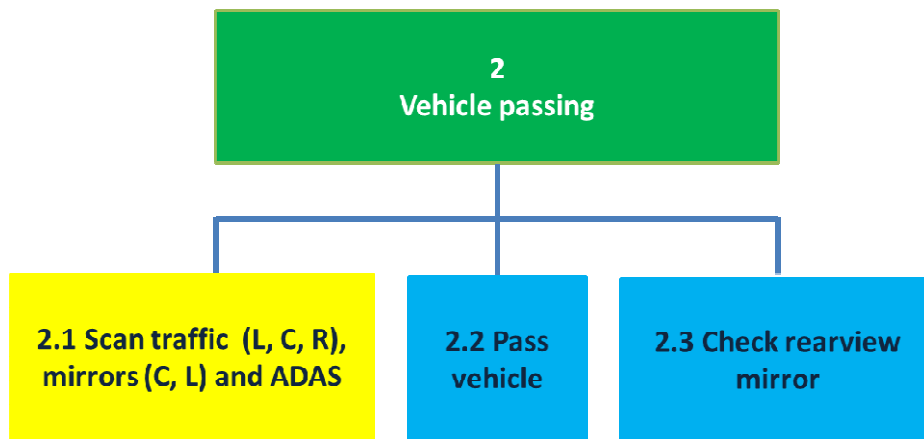 2
Vehicle passing
2.1 Scan traffic (L, C, R),
mirrors (C, L) and ADAS
2.2 Pass
vehicle
2.3 Check rearview
mirror